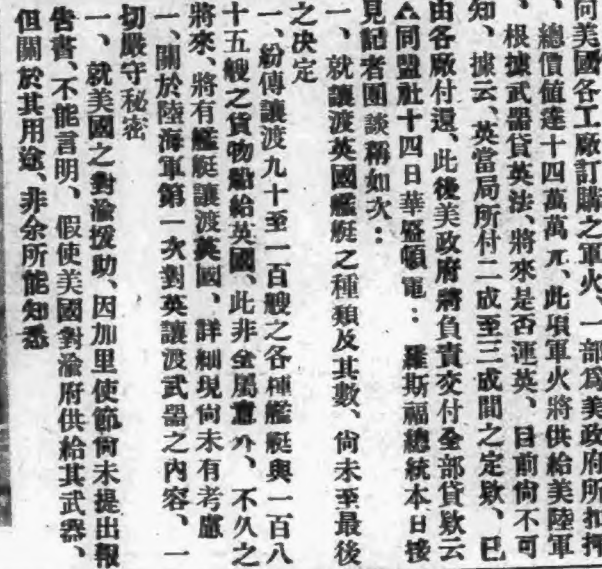 向美國各工廠訂購之軍火、一部爲美政府所扣押
、總價値達十四萬萬元、此項軍火將供給美陸軍
、根據武器貸英法、將來是否運英、目前尙不可
知、據云、英當局所付二成至三成間之定欵、已
由各廠付還、此後美政府將負責交付全部貸欵云
▲同盟社十四日華盛頓電：羅斯福總統本日接
見記者團談稱如次：
一、就讓渡英國艦艇之種類及其數、尙未至最後
之決定
一、紛傳讓渡九十至一百艘之各種艦艇與一百八
十五艘之貨物船給英國、此非全屬意外、不久之
將來、將有艦艇讓渡英國、詳細現尙未有考慮
一、關於陸海軍第一次對英讓渡武器之內容、一
切嚴守秘密
一、就美國之對渝援助、因加里使節尙未提出報
告書、不能言明、假使美國對渝府供給其武器、
但關於其用途、非余所能知悉